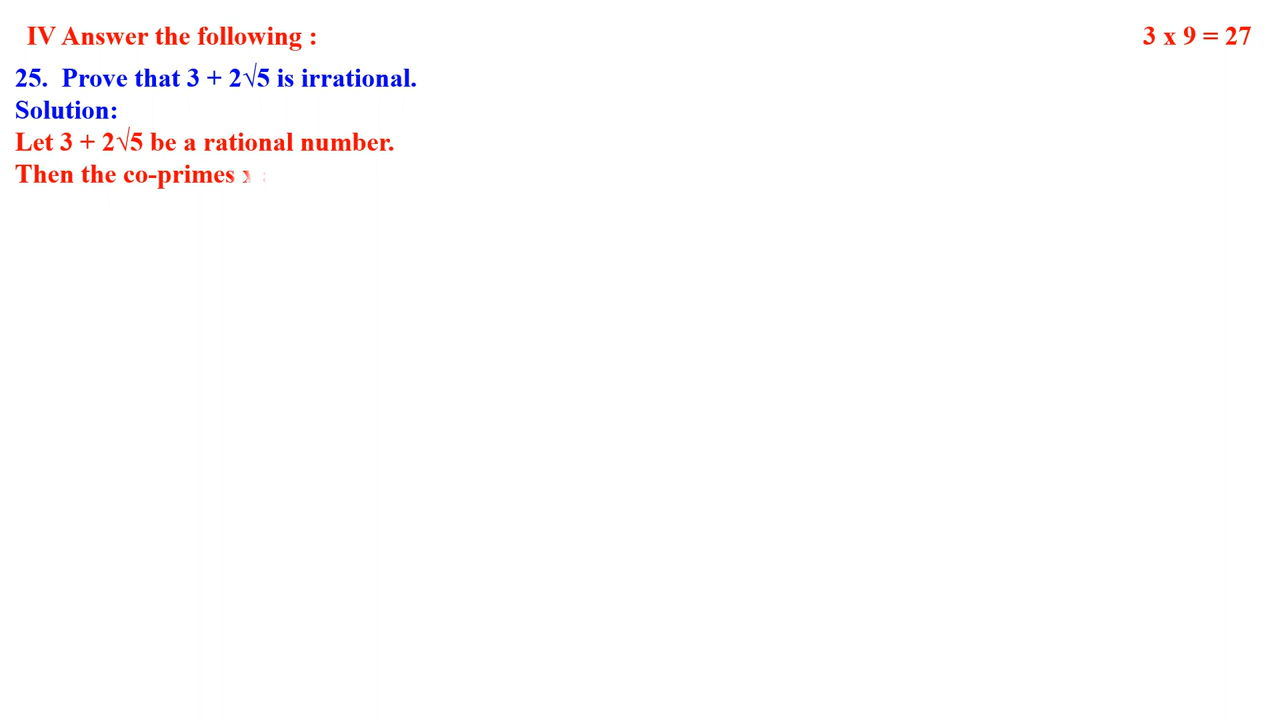 IV Answer the following :
3 x 9 = 27
25. Prove that 3 + 2√5 is irrational.
Solution:
Let 3 + 2√5 be a rational number.
Then the co-primes x